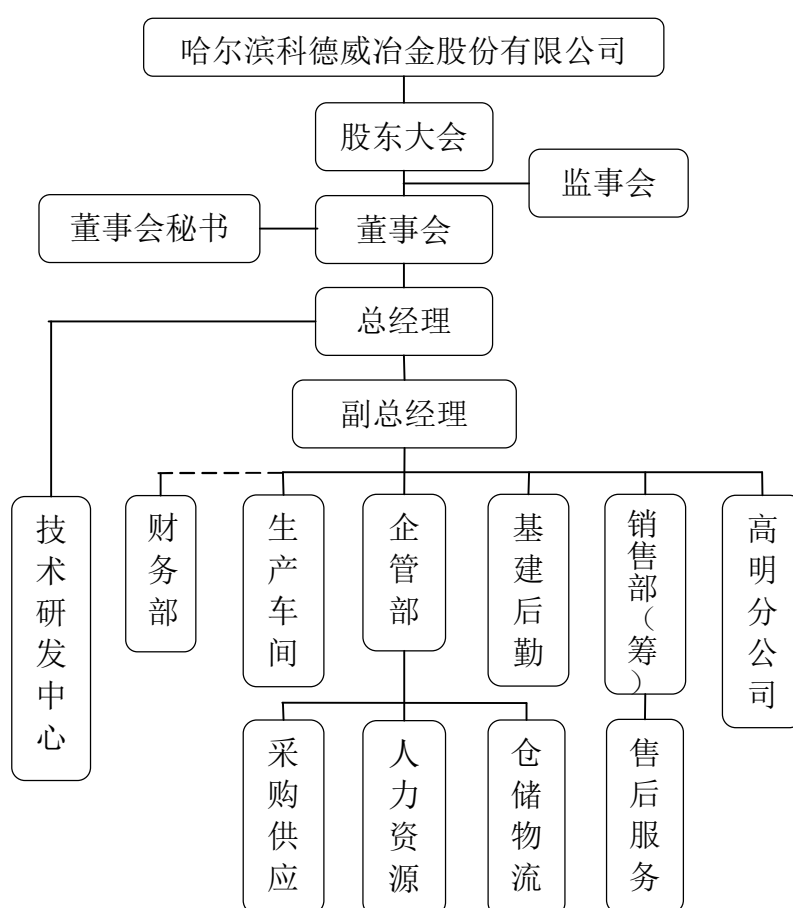 哈尔滨科德威冶金股份有限公司
股东大会
监事会
董事会秘书
董事会
总经理
副总经理
技术研发中心
财务部
生产车间
企管部
基建后勤
销售部（筹）
高明分公司
采购供应
人力资源
仓储物流
售后服务